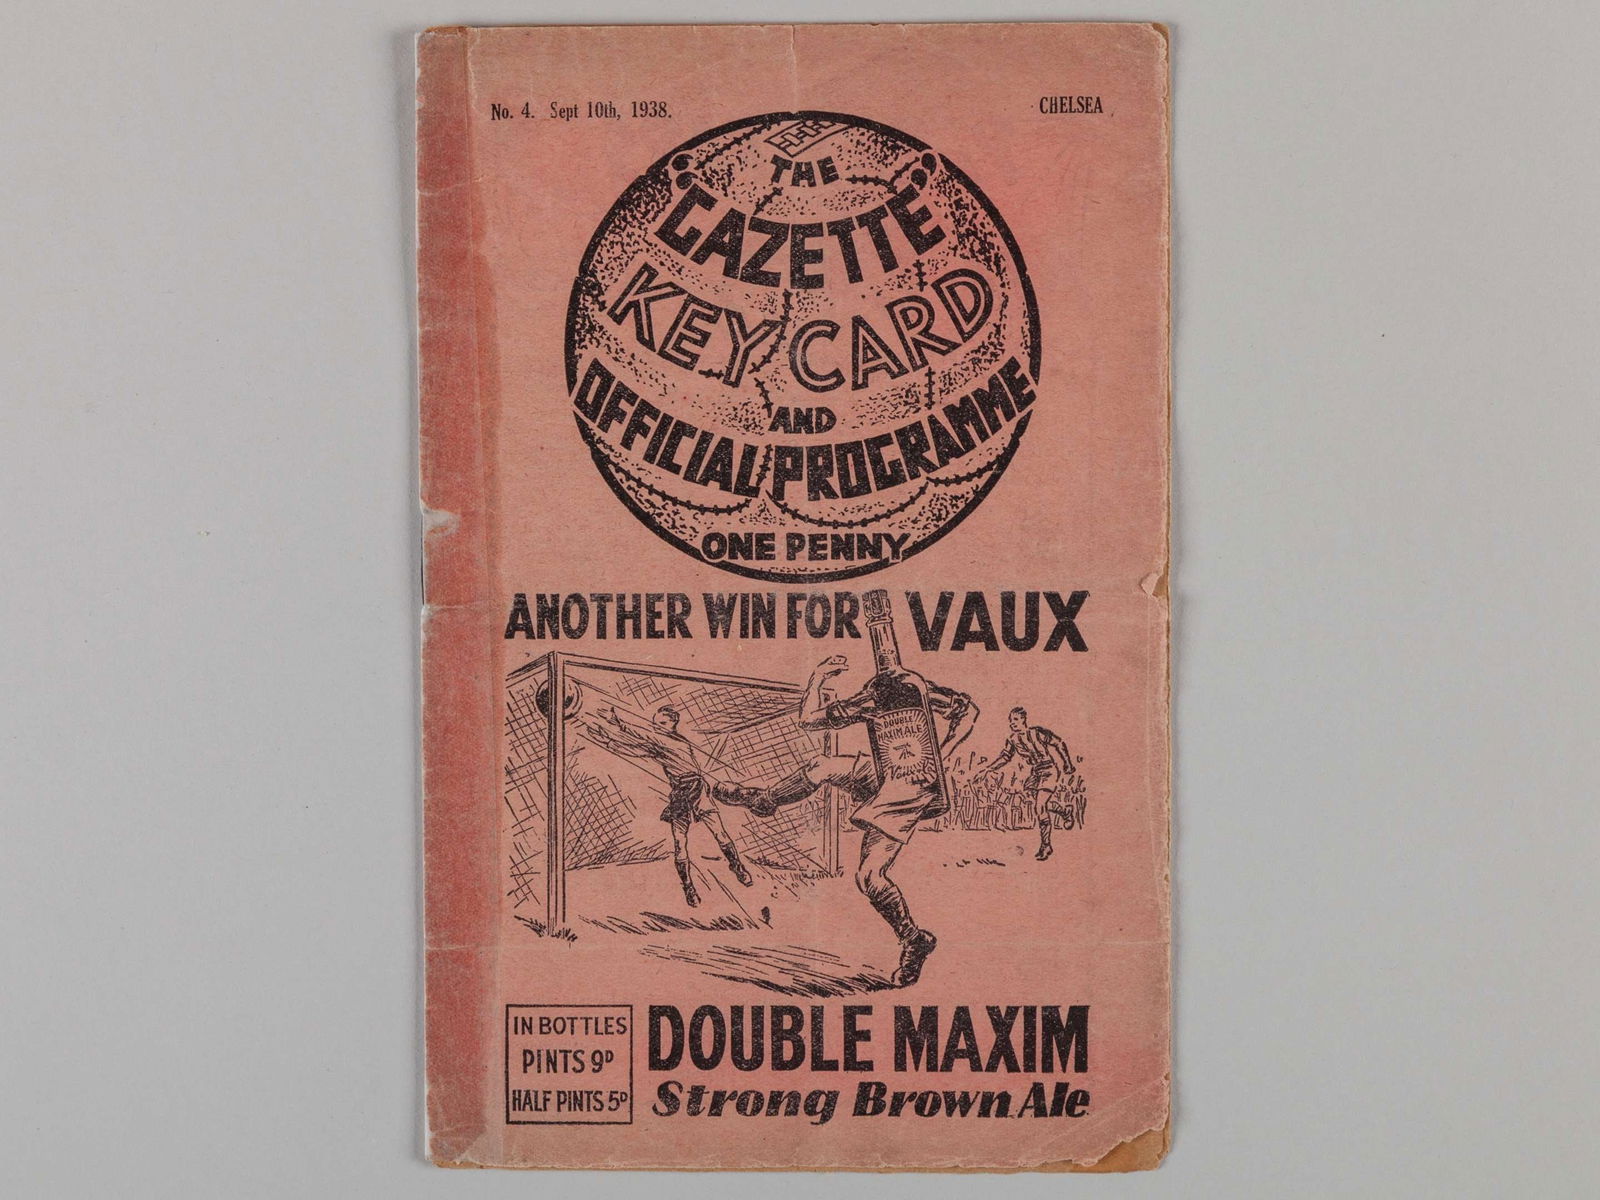 No. 4. Sept 10th, 1938.
CHELSEA
THE
GAZETTE
KEY CARD
AND
OFFICIAL PROGRAMME
ONE PENNY
ANOTHER WIN FOR VAUX
DOUBLE
MAXIM ALE
IN BOTTLES
PINTS 9D
HALF PINTS 5D
DOUBLE MAXIM
Strong Brown Ale